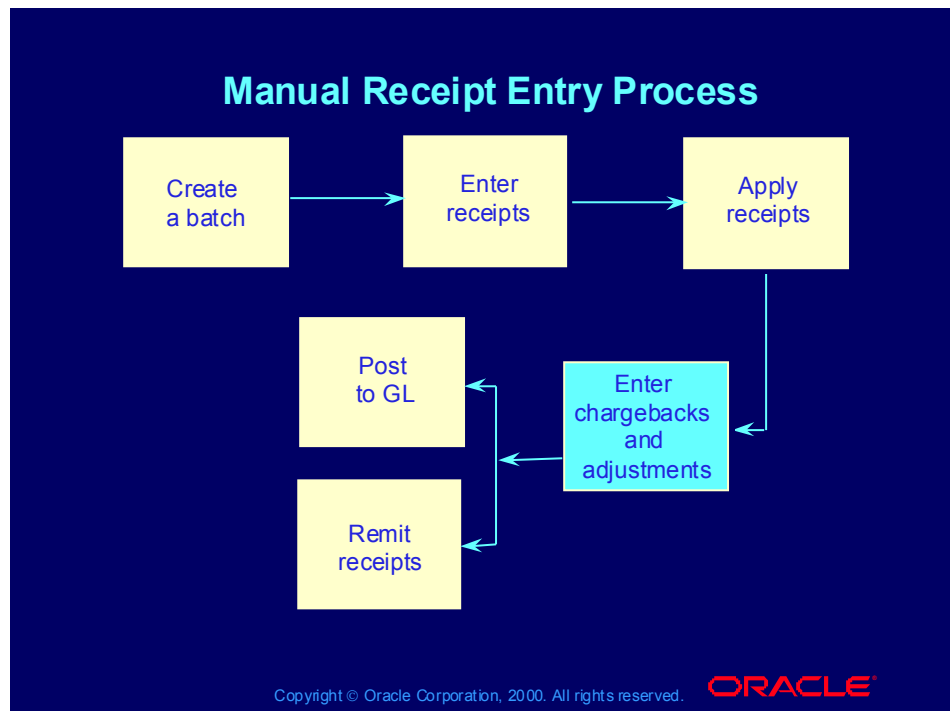 Manual Receipt Entry Process
Create
a batch
Enter
receipts
Apply
receipts
Enter
chargebacks
and
adjustments
Post
to GL
Remit
receipts
Copyright © Oracle Corporation, 2000. All rights reserved.
ORACLE®